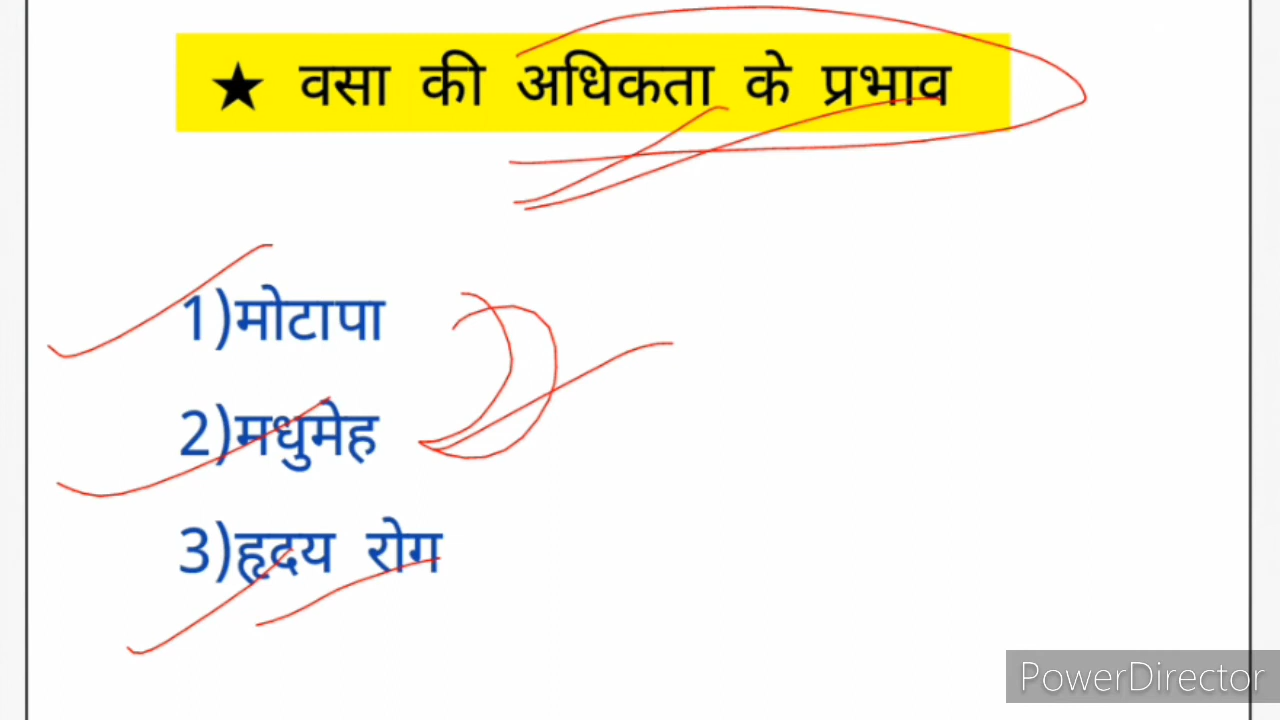 ★ वसा की अधिकता के प्रभाव
1)मोटापा
2)मधुमेह
3)हृदय रोग
PowerDirector